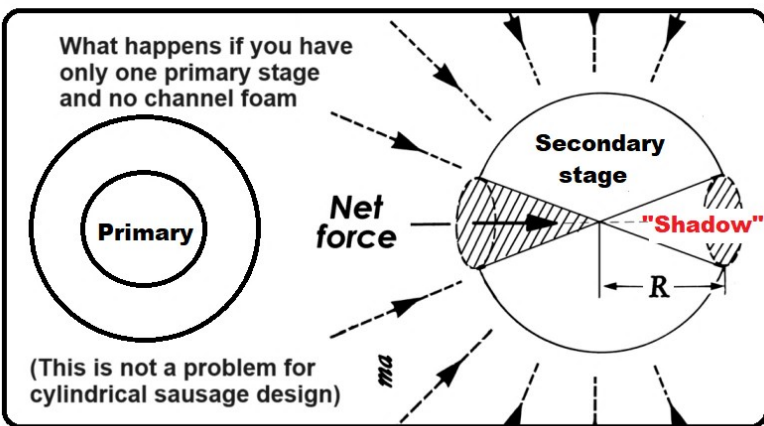 What happens if you have
only one primary stage
and no channel foam
Primary
(This is not a problem for
cylindrical sausage design)
Net
force
ma
Secondary
stage
"Shadow"
R